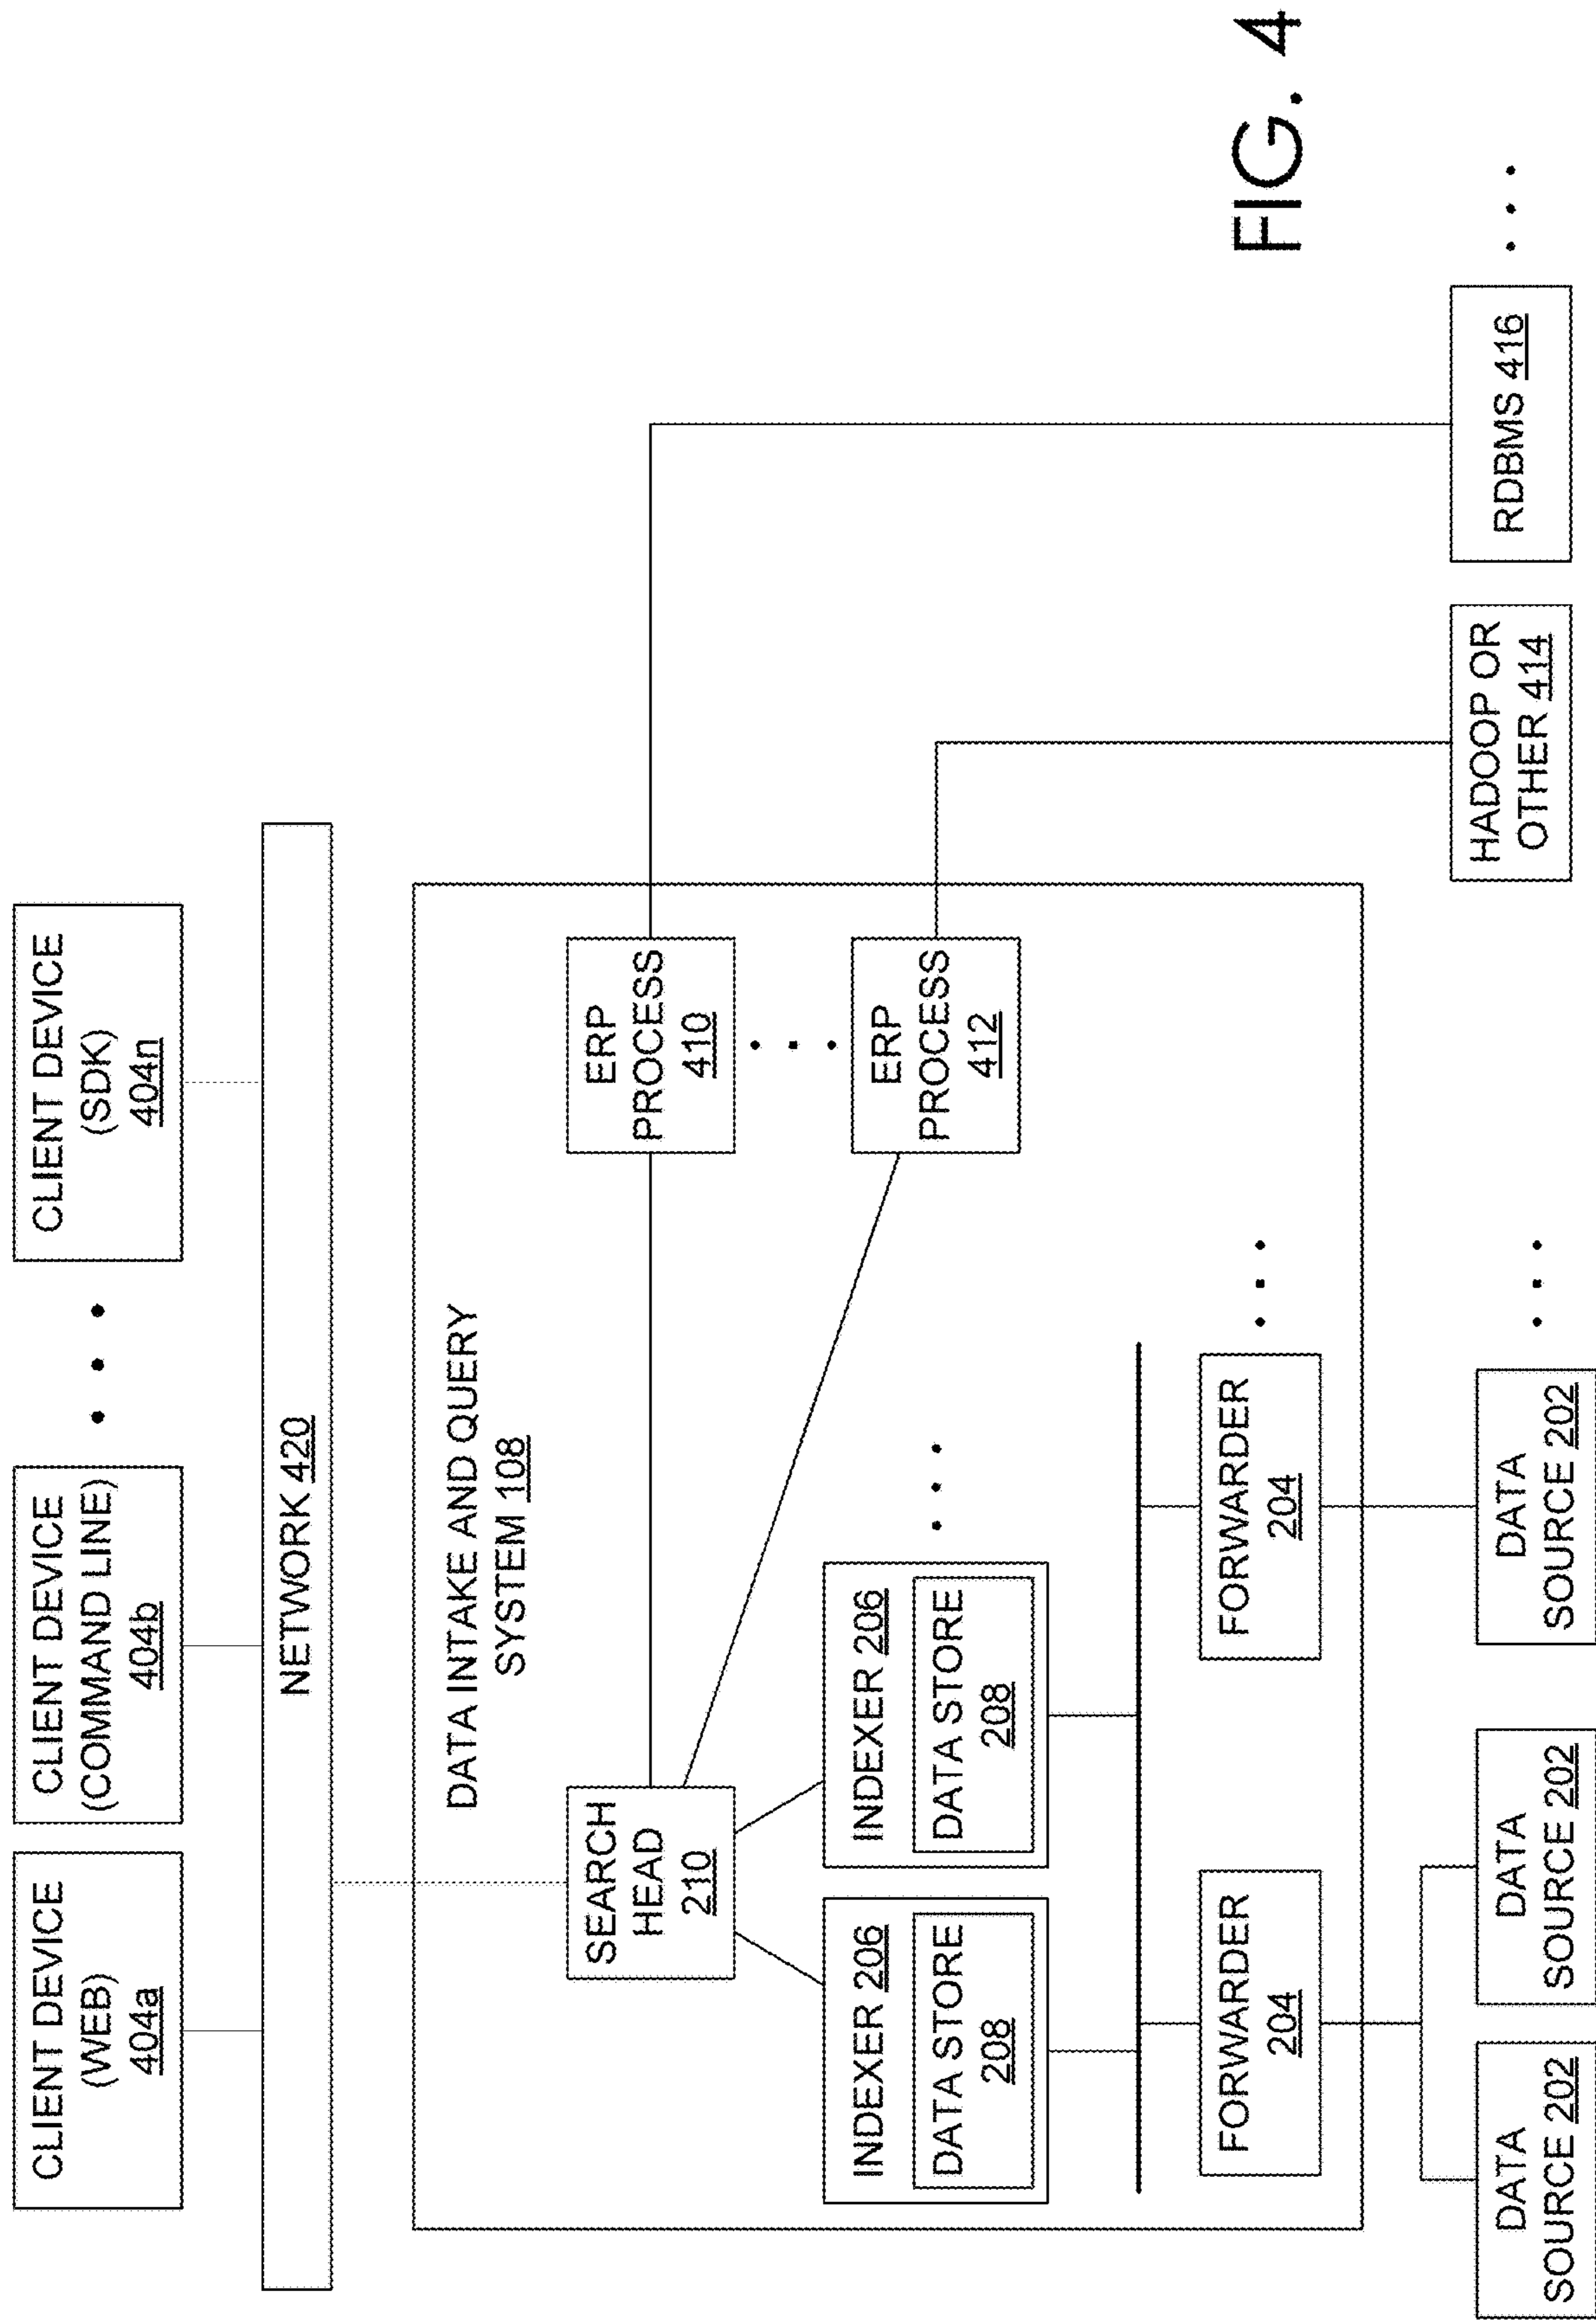 CLIENT DEVICE
(WEB)
404a
CLIENT DEVICE
(COMMAND LINE)
404b
CLIENT DEVICE
(SDK)
404n
NETWORK 420
DATA INTAKE AND QUERY
SYSTEM 108
SEARCH
HEAD
210
ERP
PROCESS
410
ERP
PROCESS
412
INDEXER 206
DATA STORE
208
INDEXER 206
DATA STORE
208
FORWARDER
204
FORWARDER
204
DATA
SOURCE 202
DATA
SOURCE 202
DATA
SOURCE 202
HADOOP OR
OTHER 414
RDBMS 416
FIG. 4